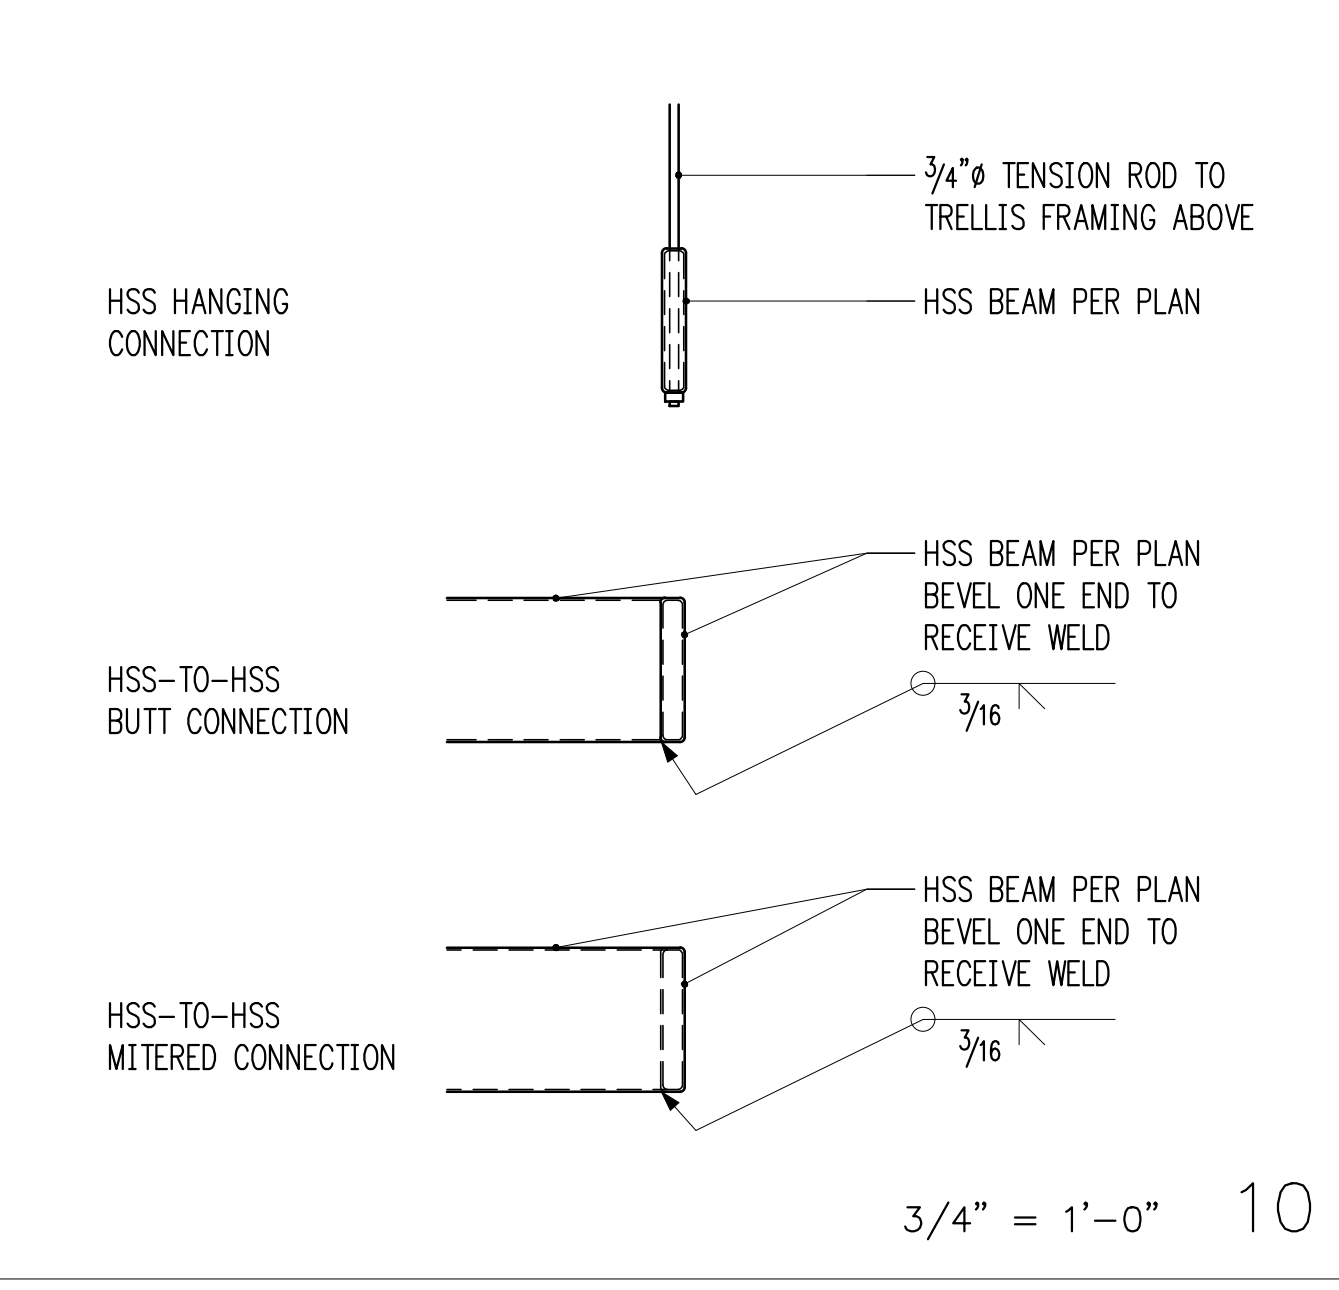 3/4"ø TENSION ROD TO
TRELLIS FRAMING ABOVE
HSS HANGING
CONNECTION
HSS BEAM PER PLAN
HSS BEAM PER PLAN
BEVEL ONE END TO
RECEIVE WELD
3/16
HSS-TO-HSS
BUTT CONNECTION
HSS BEAM PER PLAN
BEVEL ONE END TO
RECEIVE WELD
3/16
HSS-TO-HSS
MITERED CONNECTION
3/4" = 1'-0"
10